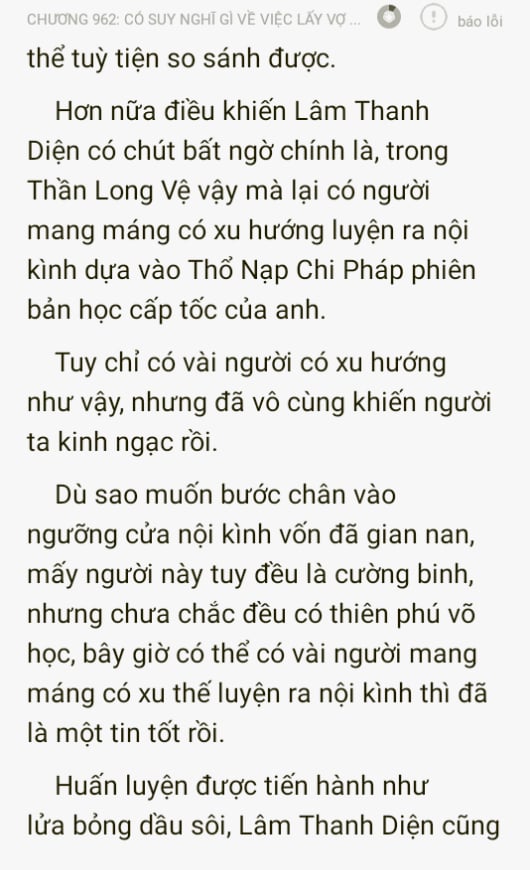 CHƯƠNG 962: CÓ SUY NGHĨ GÌ VỀ VIỆC LẤY VỢ ...
báo lỗi
thể tuỳ tiện so sánh được.
Hơn nữa điều khiến Lâm Thanh
Diện có chút bất ngờ chính là, trong
Thần Long Vệ vậy mà lại có người
mang máng có xu hướng luyện ra nội
kình dựa vào Thổ Nạp Chi Pháp phiên
bản học cấp tốc của anh.
Tuy chỉ có vài người có xu hướng
như vậy, nhưng đã vô cùng khiến người
ta kinh ngạc rồi.
Dù sao muốn bước chân vào
ngưỡng cửa nội kình vốn đã gian nan,
mấy người này tuy đều là cường binh,
nhưng chưa chắc đều có thiên phú võ
học, bây giờ có thể có vài người mang
máng có xu thế luyện ra nội kình thì đã
là một tin tốt rồi.
Huấn luyện được tiến hành như
lửa bỏng dầu sôi, Lâm Thanh Diện cũng